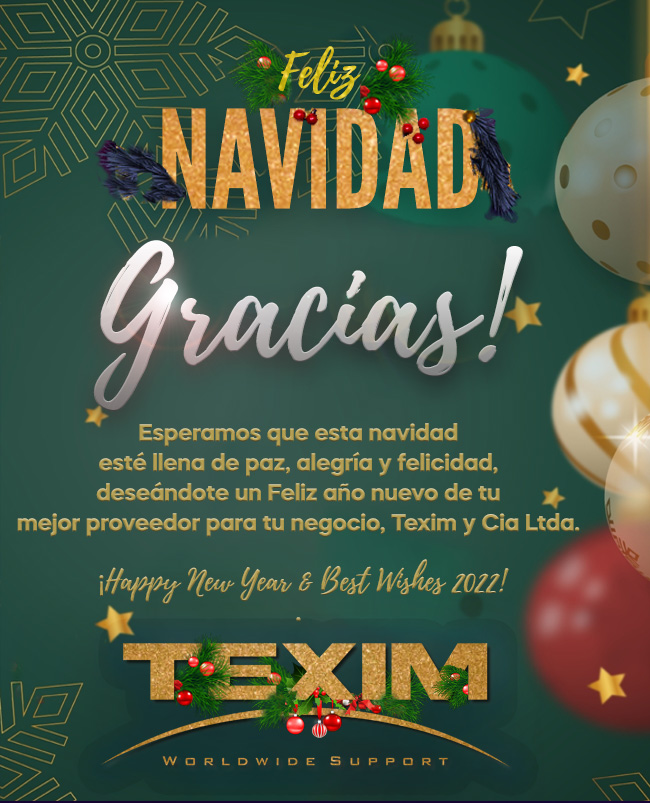 Feliz
NAVIDAD
Gracias!
Esperamos que esta navidad
esté llena de paz, alegría y felicidad,
deseándote un Feliz año nuevo de tu
mejor proveedor para tu negocio, Texim y Cia Ltda.
¡Happy New Year & Best Wishes 2022!
.
TEXIM
WORLDWIDE SUPPORT